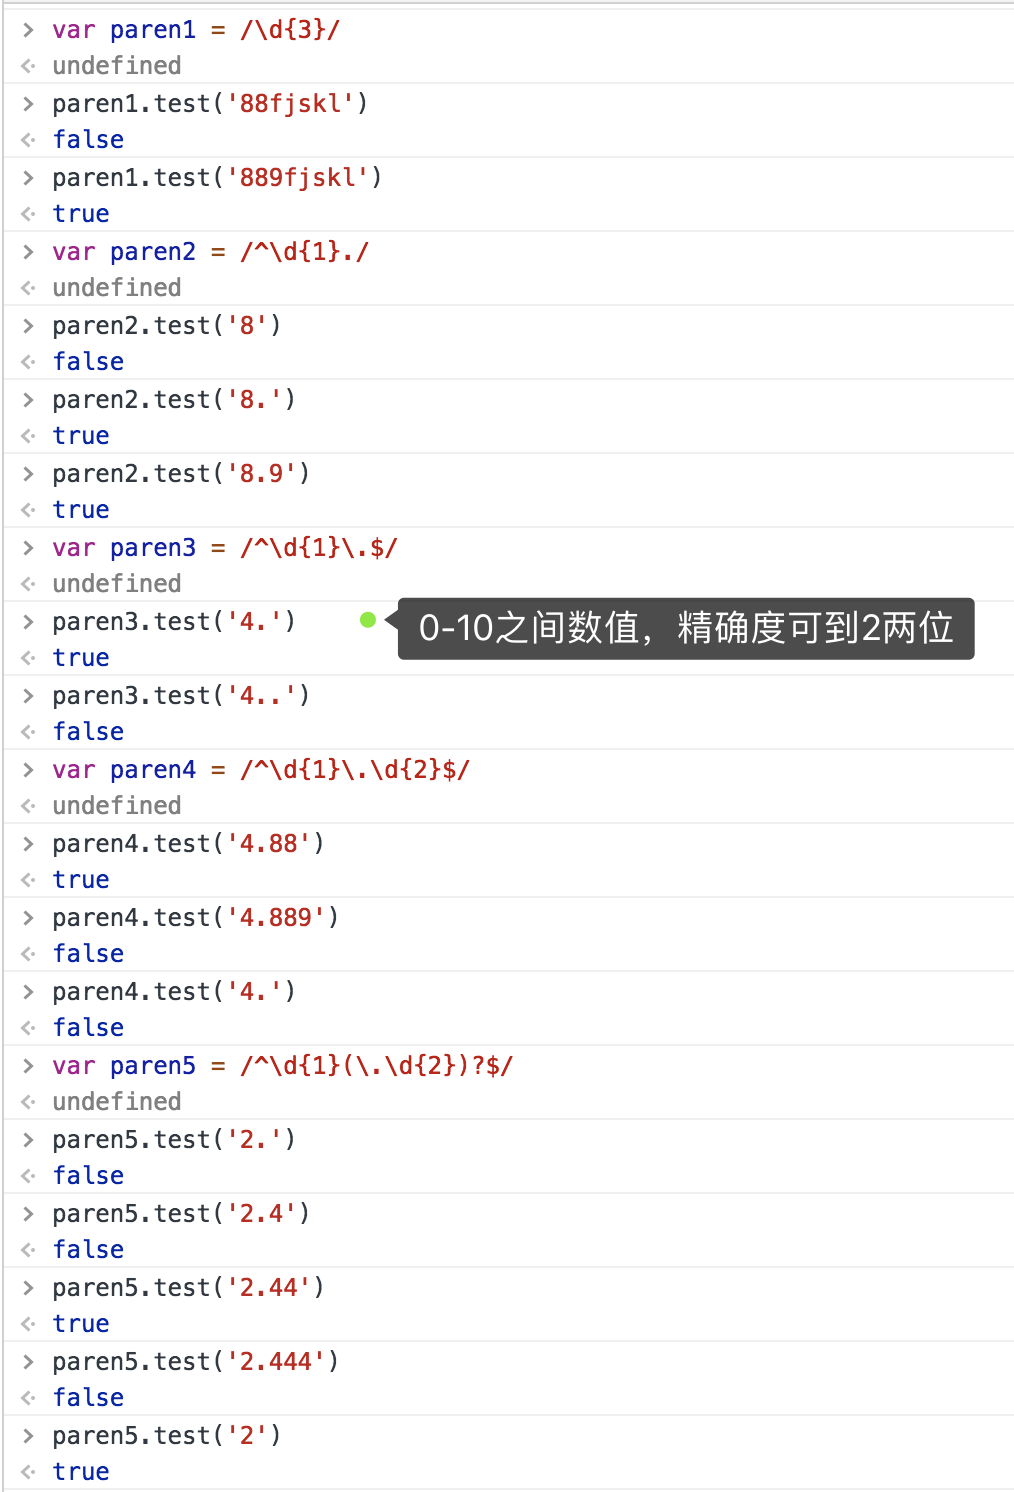 > var paren1 = /\d{3}/
undefined
> paren1.test('88fjskl')
false
> paren1.test('889fjskl')
true
> var paren2 = /^\d{1}./
undefined
> paren2.test('8')
false
> paren2.test('8.')
true
> paren2.test('8.9')
true
> var paren3 = /^\d{1}\.$/
undefined
> paren3.test('4.')
0-10之间数值，精确度可到2两位
true
> paren3.test('4..')
false
> var paren4 = /^\d{1}\.\d{2}$/
undefined
> paren4.test('4.88')
true
> paren4.test('4.889')
false
> paren4.test('4.')
false
> var paren5 = /^\d{1}(\.\d{2})?$/
undefined
> paren5.test('2.')
false
> paren5.test('2.4')
false
> paren5.test('2.44')
true
> paren5.test('2.444')
false
> paren5.test('2')
true